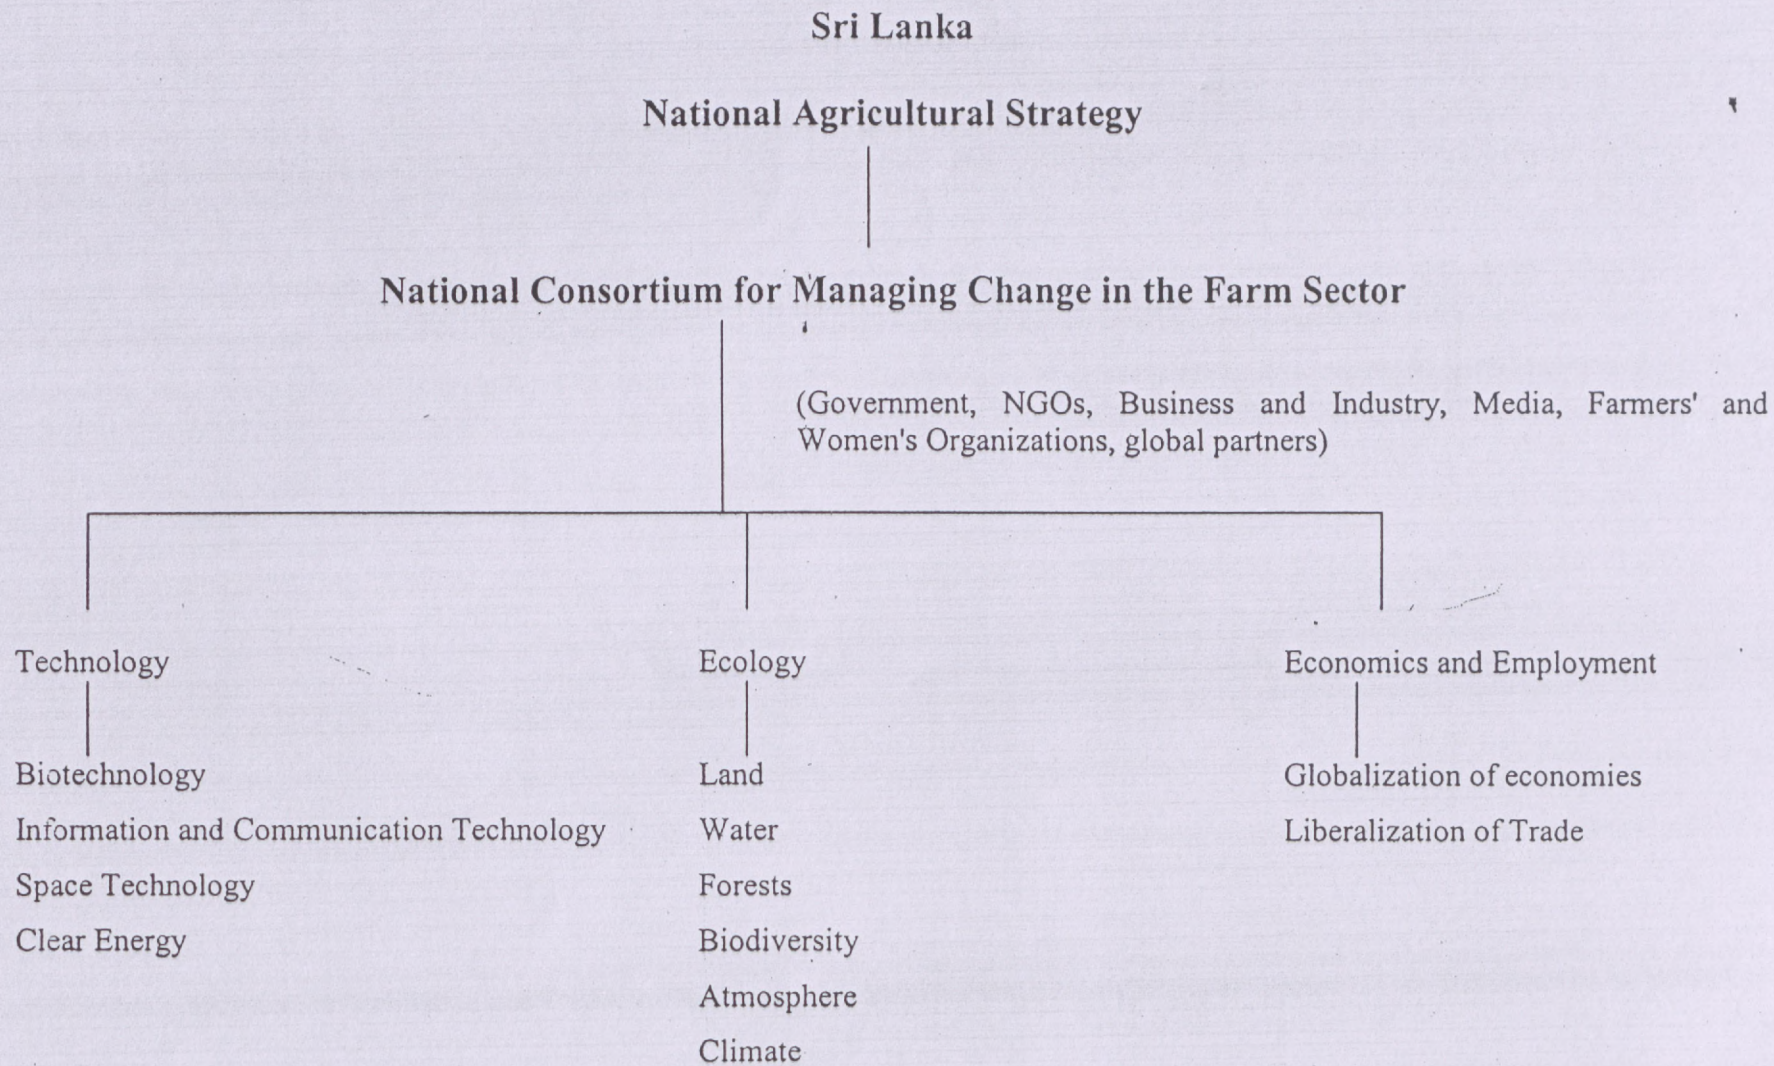 Sri Lanka
National Agricultural Strategy
National Consortium for Managing Change in the Farm Sector
(Government, NGOs, Business and Industry, Media, Farmers' and
Women's Organizations, global partners)
Technology
Biotechnology
Information and Communication Technology
Space Technology
Clear Energy
Ecology
Land
Water
Forests
Biodiversity
Atmosphere
Climate
Economics and Employment
Globalization of economies
Liberalization of Trade